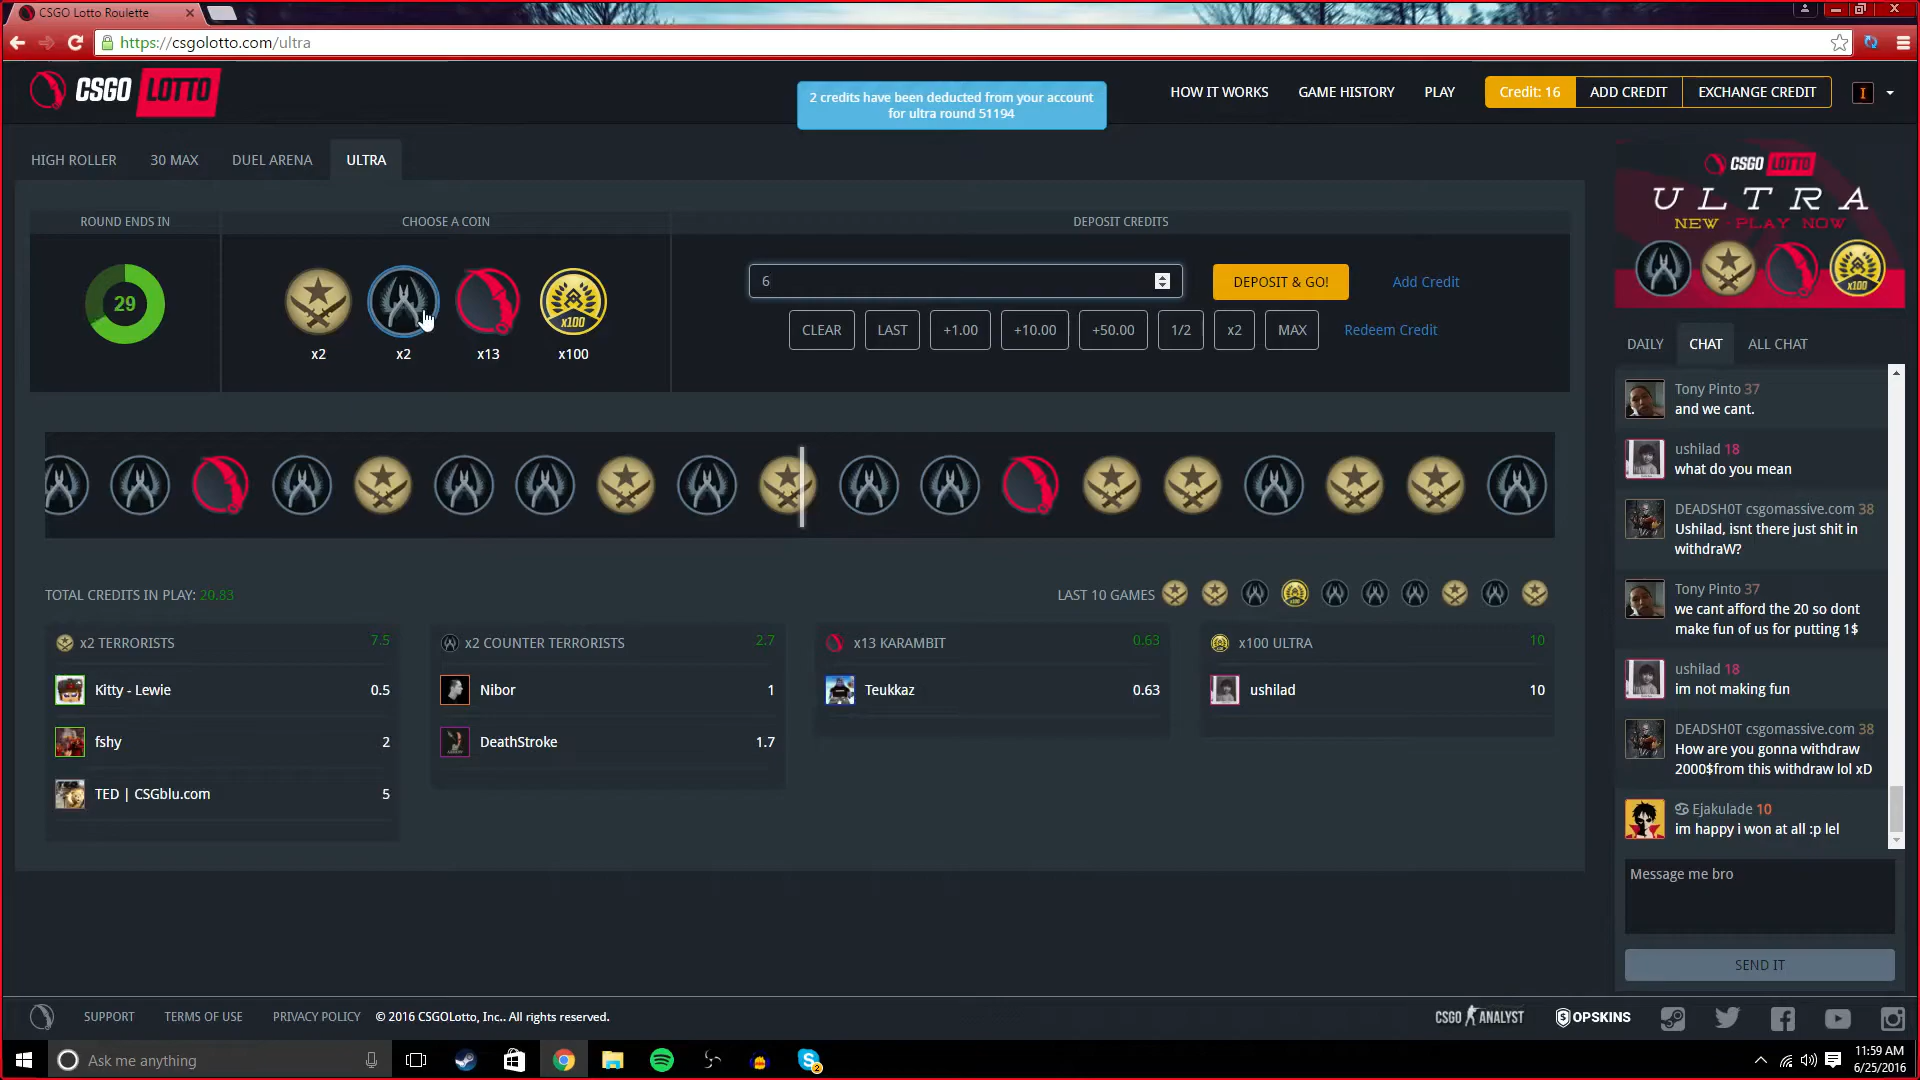 CSGO Lotto Roulette
https://csgolotto.com/ultra
CSGO LOTTO
2 credits have been deducted from your account
for ultra round 51194
HOW IT WORKS
GAME HISTORY
PLAY
Credit: 16
ADD CREDIT
EXCHANGE CREDIT
HIGH ROLLER
30 MAX
DUEL ARENA
ULTRA
ROUND ENDS IN
CHOOSE A COIN
DEPOSIT CREDITS
29
x100
x2
x2
x13
x100
6
DEPOSIT & GO!
Add Credit
CLEAR
LAST
+1.00
+10.00
+50.00
1/2
x2
MAX
Redeem Credit
TOTAL CREDITS IN PLAY: 20.83
LAST 10 GAMES
x2 TERRORISTS
7.5
Kitty - Lewie
0.5
fshy
2
TED | CSGblu.com
5
x2 COUNTER TERRORISTS
2.7
Nibor
1
DeathStroke
1.7
x13 KARAMBIT
0.63
Teukkaz
0.63
x100 ULTRA
10
ushilad
10
CSGO LOTTO
ULTRA
NEW - PLAY NOW
x100
DAILY
CHAT
ALL CHAT
Tony Pinto 37
and we cant.
ushilad 18
what do you mean
DEADSH0T csgomassive.com 38
Ushilad, isnt there just shit in
withdraW?
Tony Pinto 37
we cant afford the 20 so dont
make fun of us for putting 1$
ushilad 18
im not making fun
DEADSH0T csgomassive.com 38
How are you gonna withdraw
2000$from this withdraw lol xD
Ejakulade 10
im happy i won at all :p lel
Message me bro
SEND IT
SUPPORT
TERMS OF USE
PRIVACY POLICY
© 2016 CSGOLotto, Inc.. All rights reserved.
CSGO ANALYST
OPSKINS
Ask me anything
2
11:59 AM
6/25/2016